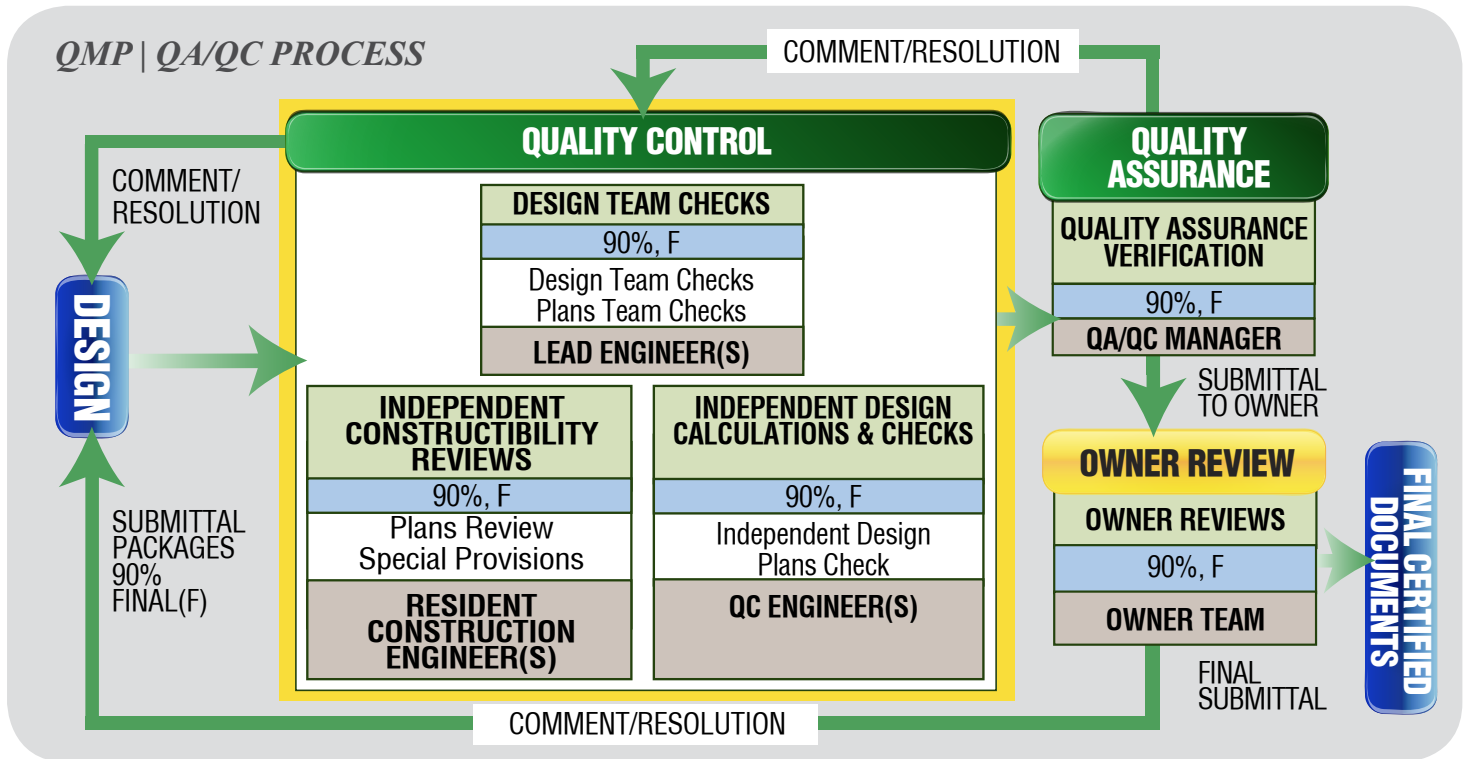 QMP | QA/QC PROCESS
COMMENT/RESOLUTION
QUALITY CONTROL
QUALITY
ASSURANCE
COMMENT/
RESOLUTION
DESIGN TEAM CHECKS
90%, F
Design Team Checks
Plans Team Checks
LEAD ENGINEER(S)
QUALITY ASSURANCE
VERIFICATION
90%, F
QA/QC MANAGER
DESIGN
INDEPENDENT
CONSTRUCTIBILITY
REVIEWS
90%, F
Plans Review
Special Provisions
RESIDENT
CONSTRUCTION
ENGINEER(S)
INDEPENDENT DESIGN
CALCULATIONS & CHECKS
90%, F
Independent Design
Plans Check
QC ENGINEER(S)
SUBMITTAL
TO OWNER
OWNER REVIEW
OWNER REVIEWS
90%, F
OWNER TEAM
FINAL CERTIFIED
DOCUMENTS
SUBMITTAL
PACKAGES
90%
FINAL(F)
FINAL
SUBMITTAL
COMMENT/RESOLUTION